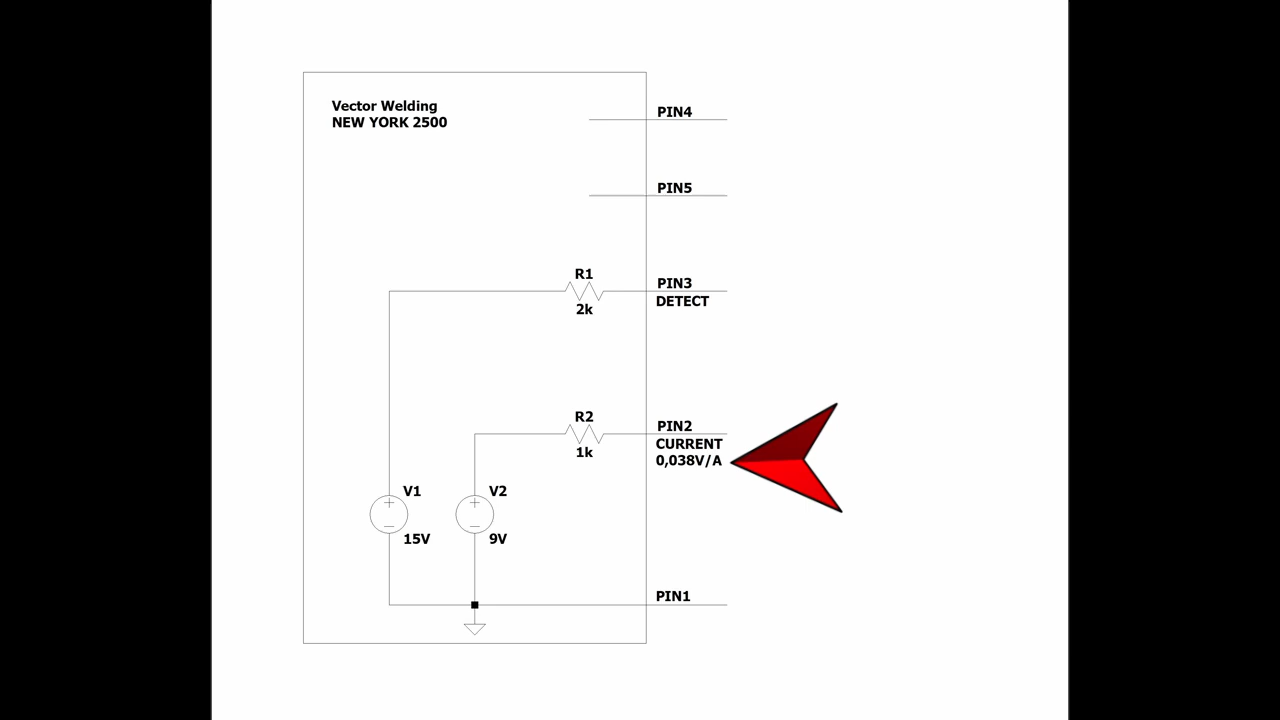 Vector Welding
NEW YORK 2500
PIN4
PIN5
R1
2k
PIN3
DETECT
R2
1k
PIN2
CURRENT
0,038V/A
V1
15V
V2
9V
PIN1